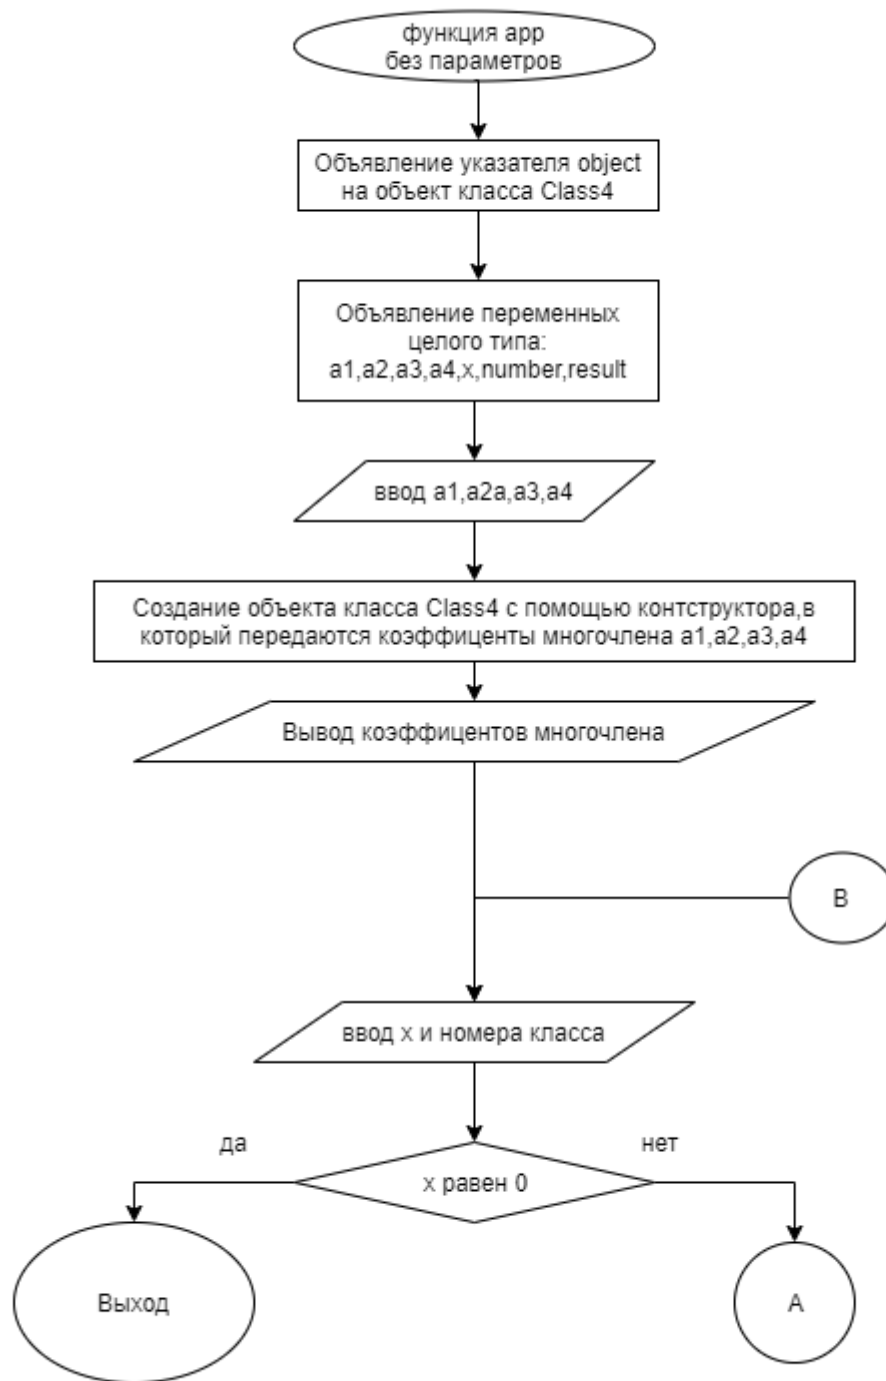 функция app
без параметров
Объявление указателя object
на объект класса Class4
Объявление переменных
целого типа:
a1,a2,a3,a4,x,number,result
ввод a1,a2a,a3,a4
Создание объекта класса Class4 с помощью контструктора,в
который передаются коэффиценты многочлена a1,a2,a3,a4
Вывод коэффицентов многочлена
B
ввод x и номера класса
да
нет
x равен 0
Выход
A